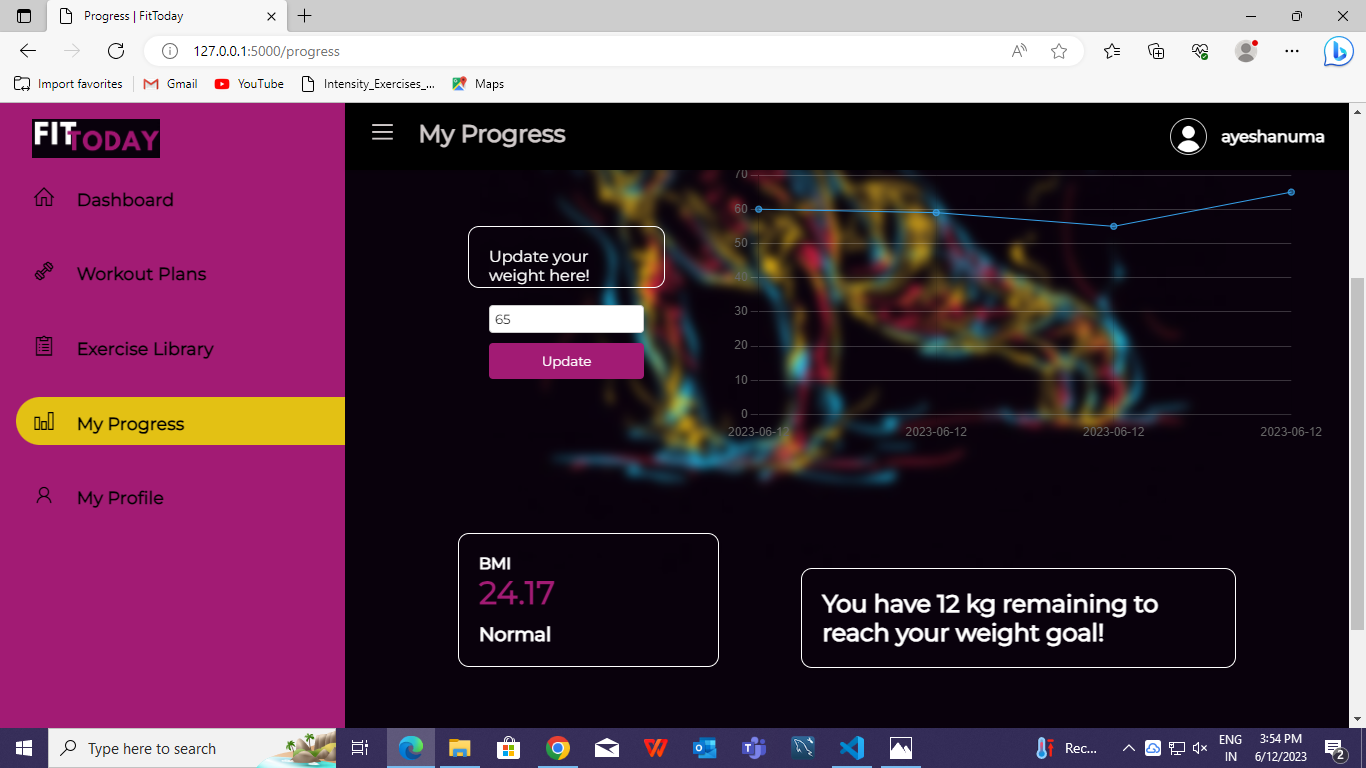 Progress | FitToday
127.0.0.1:5000/progress
Import favorites
Gmail
YouTube
Intensity_Exercises_...
Maps
FIT TODAY
My Progress
ayeshanuma
Dashboard
Workout Plans
Exercise Library
My Progress
My Profile
Update your
weight here!
65
Update
70
60
50
40
30
20
10
0
2023-06-12 2023-06-12 2023-06-12 2023-06-12
BMI
24.17
Normal
You have 12 kg remaining to
reach your weight goal!
Type here to search
Rec...
ENG
IN
3:54 PM
6/12/2023
2